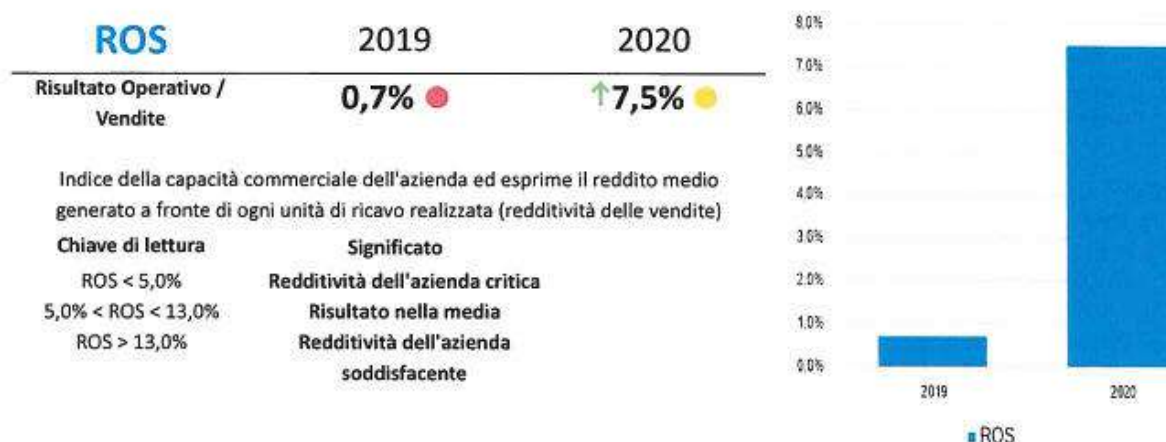 ROS 2019 2020
Risultato Operativo /
Vendite
0,7% ↑7,5%
Indice della capacità commerciale dell'azienda ed esprime il reddito medio
generato a fronte di ogni unità di ricavo realizzata (redditività delle vendite)
Chiave di lettura Significato
ROS < 5,0% Redditività dell'azienda critica
5,0% < ROS < 13,0% Risultato nella media
ROS > 13,0% Redditività dell'azienda
soddisfacente
8.0%
7.0%
6.0%
5.0%
4.0%
3.0%
2.0%
1.0%
0.0%
2019 2020
ROS